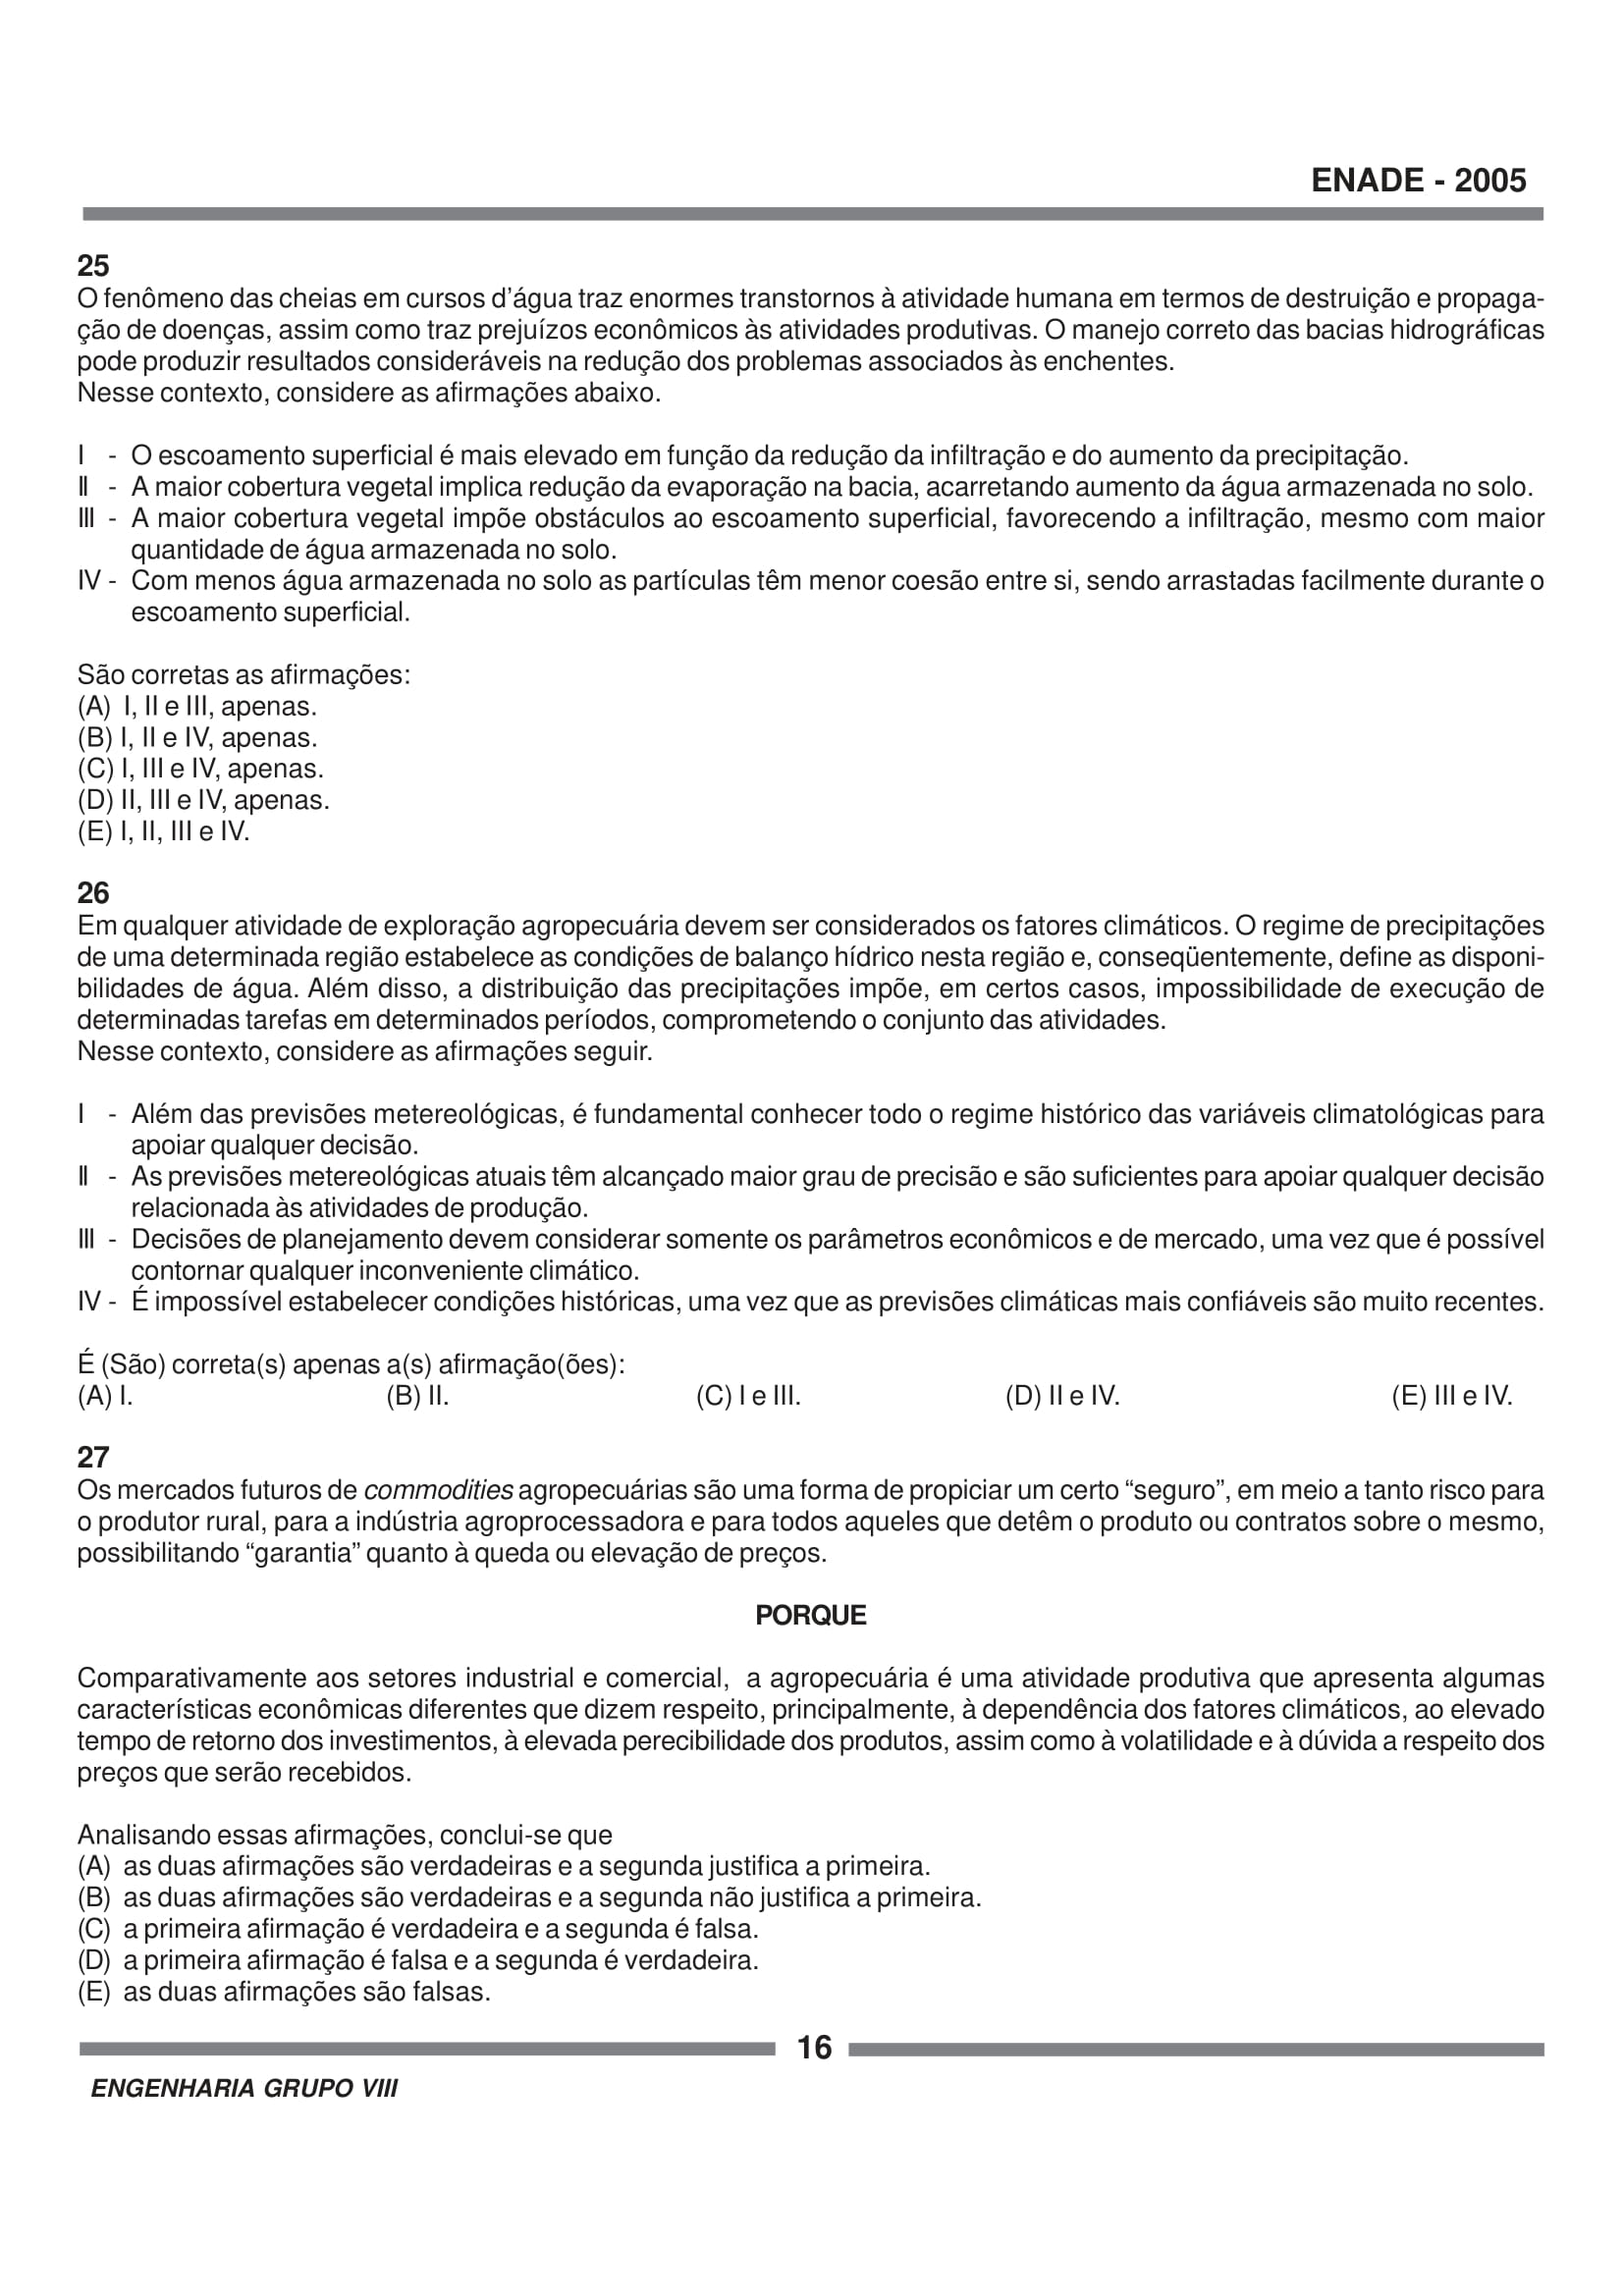 ENADE - 2005
25
O fenômeno das cheias em cursos d’água traz enormes transtornos à atividade humana em termos de destruição e propaga-
ção de doenças, assim como traz prejuízos econômicos às atividades produtivas. O manejo correto das bacias hidrográficas
pode produzir resultados consideráveis na redução dos problemas associados às enchentes.
Nesse contexto, considere as afirmações abaixo.
I - O escoamento superficial é mais elevado em função da redução da infiltração e do aumento da precipitação.
II - A maior cobertura vegetal implica redução da evaporação na bacia, acarretando aumento da água armazenada no solo.
III - A maior cobertura vegetal impõe obstáculos ao escoamento superficial, favorecendo a infiltração, mesmo com maior
quantidade de água armazenada no solo.
IV - Com menos água armazenada no solo as partículas têm menor coesão entre si, sendo arrastadas facilmente durante o
escoamento superficial.
São corretas as afirmações:
(A) I, II e III, apenas.
(B) I, II e IV, apenas.
(C) I, III e IV, apenas.
(D) II, III e IV, apenas.
(E) I, II, III e IV.
26
Em qualquer atividade de exploração agropecuária devem ser considerados os fatores climáticos. O regime de precipitações
de uma determinada região estabelece as condições de balanço hídrico nesta região e, conseqüentemente, define as disponi-
bilidades de água. Além disso, a distribuição das precipitações impõe, em certos casos, impossibilidade de execução de
determinadas tarefas em determinados períodos, comprometendo o conjunto das atividades.
Nesse contexto, considere as afirmações seguir.
I - Além das previsões metereológicas, é fundamental conhecer todo o regime histórico das variáveis climatológicas para
apoiar qualquer decisão.
II - As previsões metereológicas atuais têm alcançado maior grau de precisão e são suficientes para apoiar qualquer decisão
relacionada às atividades de produção.
III - Decisões de planejamento devem considerar somente os parâmetros econômicos e de mercado, uma vez que é possível
contornar qualquer inconveniente climático.
IV - É impossível estabelecer condições históricas, uma vez que as previsões climáticas mais confiáveis são muito recentes.
É (São) correta(s) apenas a(s) afirmação(ões):
(A) I. (B) II. (C) I e III. (D) II e IV. (E) III e IV.
27
Os mercados futuros de commodities agropecuárias são uma forma de propiciar um certo “seguro”, em meio a tanto risco para
o produtor rural, para a indústria agroprocessadora e para todos aqueles que detêm o produto ou contratos sobre o mesmo,
possibilitando “garantia” quanto à queda ou elevação de preços.
PORQUE
Comparativamente aos setores industrial e comercial, a agropecuária é uma atividade produtiva que apresenta algumas
características econômicas diferentes que dizem respeito, principalmente, à dependência dos fatores climáticos, ao elevado
tempo de retorno dos investimentos, à elevada perecibilidade dos produtos, assim como à volatilidade e à dúvida a respeito dos
preços que serão recebidos.
Analisando essas afirmações, conclui-se que
(A) as duas afirmações são verdadeiras e a segunda justifica a primeira.
(B) as duas afirmações são verdadeiras e a segunda não justifica a primeira.
(C) a primeira afirmação é verdadeira e a segunda é falsa.
(D) a primeira afirmação é falsa e a segunda é verdadeira.
(E) as duas afirmações são falsas.
16
ENGENHARIA GRUPO VIII